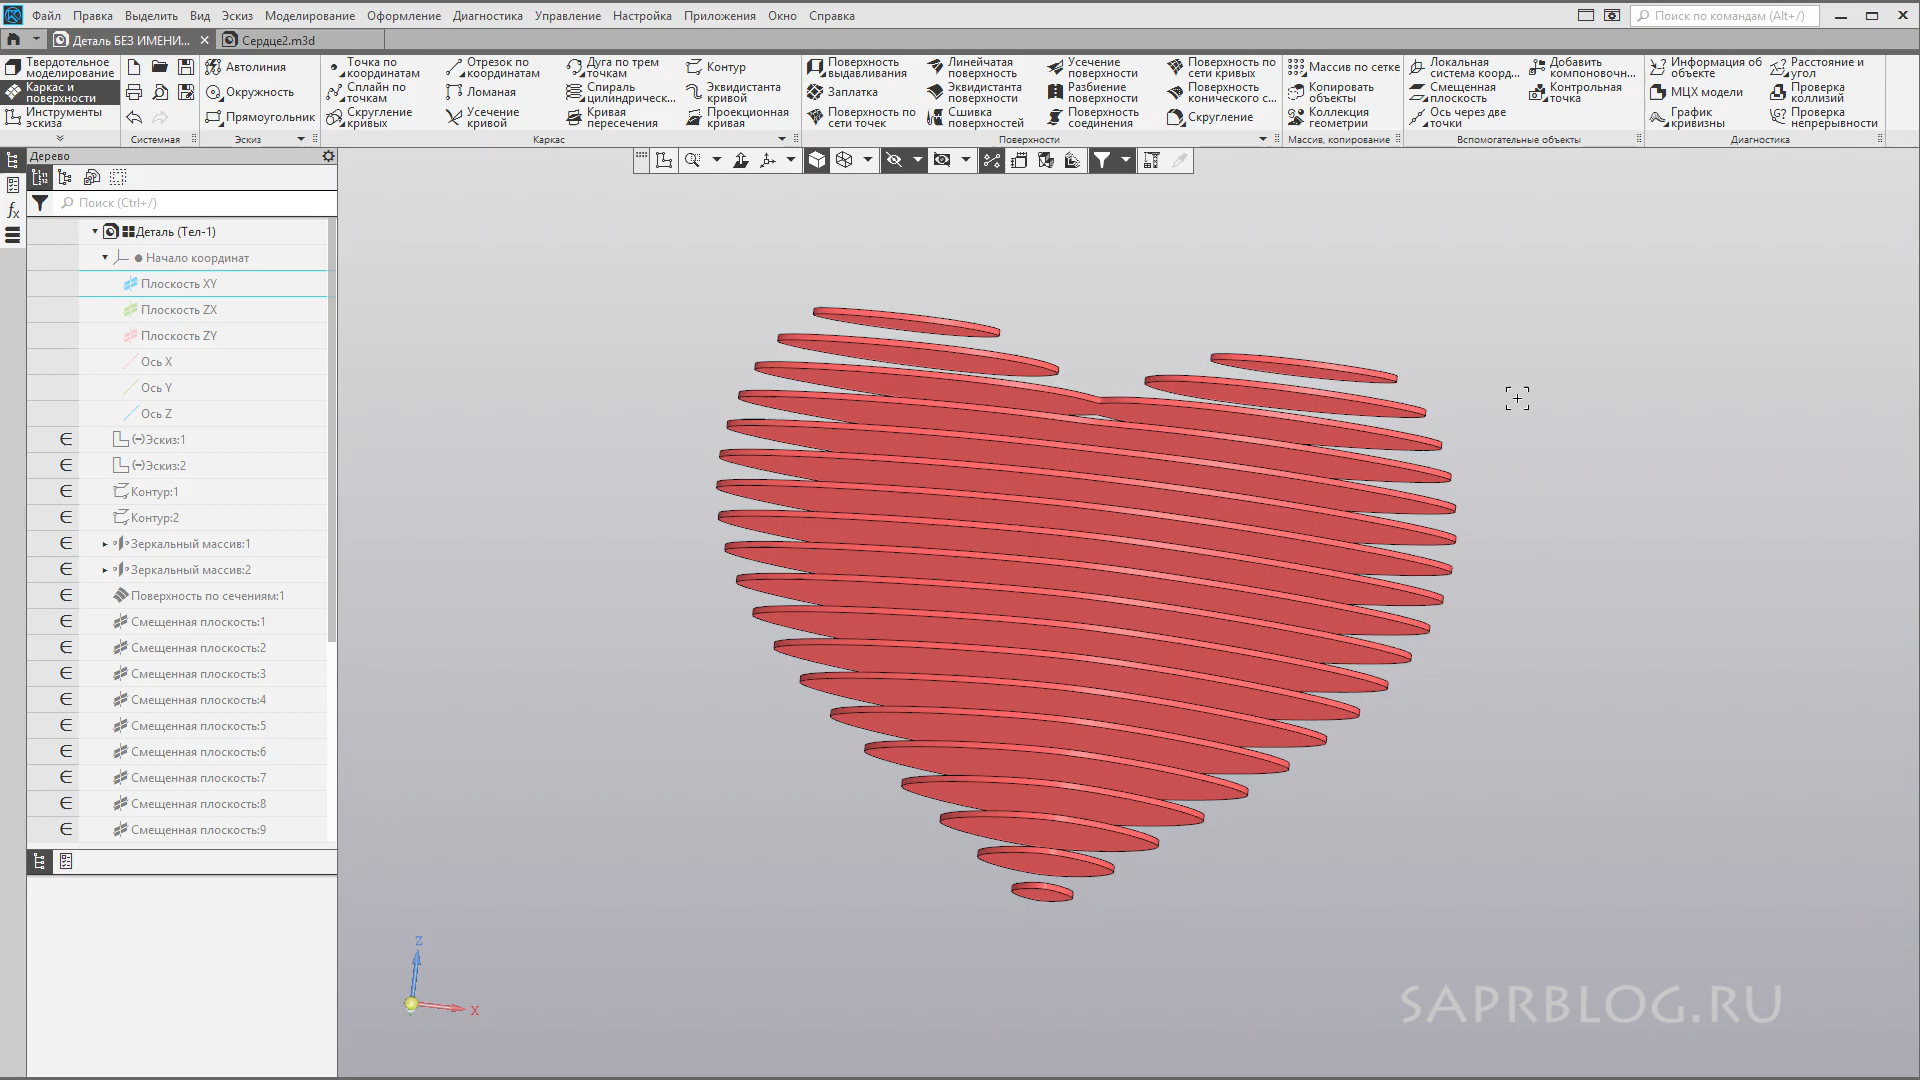 Файл Правка Выделить Вид Эскиз Моделирование Оформление Диагностика Управление Настройка Приложения Окно Справка Поиск по командам (Alt+/)
Деталь БЕЗ ИМЕНИ... Сердце2.m3d
Твердотельное моделирование
Каркас и поверхности
Инструменты эскиза
Системная
Автолиния
Окружность
Прямоугольник
Эскиз
Точка по координатам
Сплайн по точкам
Скругление кривых
Отрезок по координатам
Ломаная
Усечение кривой
Дуга по трем точкам
Спираль цилиндрическ...
Кривая пересечения
Контур
Эквидистанта кривой
Проекционная кривая
Каркас
Поверхность выдавливания
Заплатка
Поверхность по сети точек
Линейчатая поверхность
Эквидистанта поверхности
Сшивка поверхностей
Усечение поверхности
Разбиение поверхности
Поверхность соединения
Поверхность по сети кривых
Поверхность конического с...
Скругление
Поверхности
Массив по сетке
Копировать объекты
Коллекция геометрии
Массив, копирование
Локальная система коорд...
Смещенная плоскость
Ось через две точки
Добавить компоновочн...
Контрольная точка
Вспомогательные объекты
Информация об объекте
МЦХ модели
График кривизны
Расстояние и угол
Проверка коллизий
Проверка непрерывности
Диагностика
Дерево
Поиск (Ctrl+/)
Деталь (Тел-1)
Начало координат
Плоскость XY
Плоскость ZX
Плоскость ZY
Ось X
Ось Y
Ось Z
(−)Эскиз:1
(−)Эскиз:2
Контур:1
Контур:2
Зеркальный массив:1
Зеркальный массив:2
Поверхность по сечениям:1
Смещенная плоскость:1
Смещенная плоскость:2
Смещенная плоскость:3
Смещенная плоскость:4
Смещенная плоскость:5
Смещенная плоскость:6
Смещенная плоскость:7
Смещенная плоскость:8
Смещенная плоскость:9
Z
X
SAPRBLOG.RU